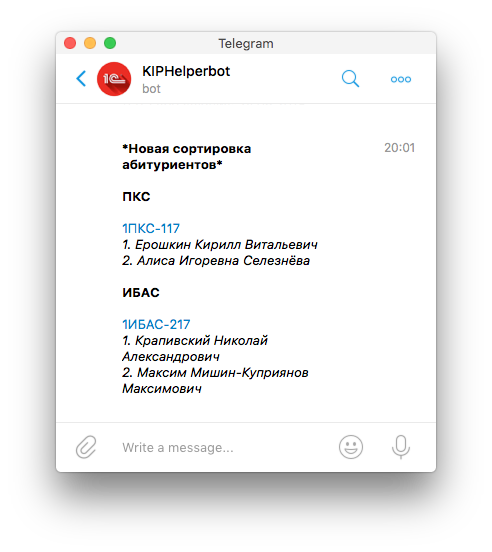 Telegram
KIPHelperbot
bot
1С
*Новая сортировка 20:01
абитуриентов*
ПКС
1ПКС-117
1. Ерошкин Кирилл Витальевич
2. Алиса Игоревна Селезнёва
ИБАС
1ИБАС-217
1. Крапивский Николай
Александрович
2. Максим Мишин-Куприянов
Максимович
Write a message...